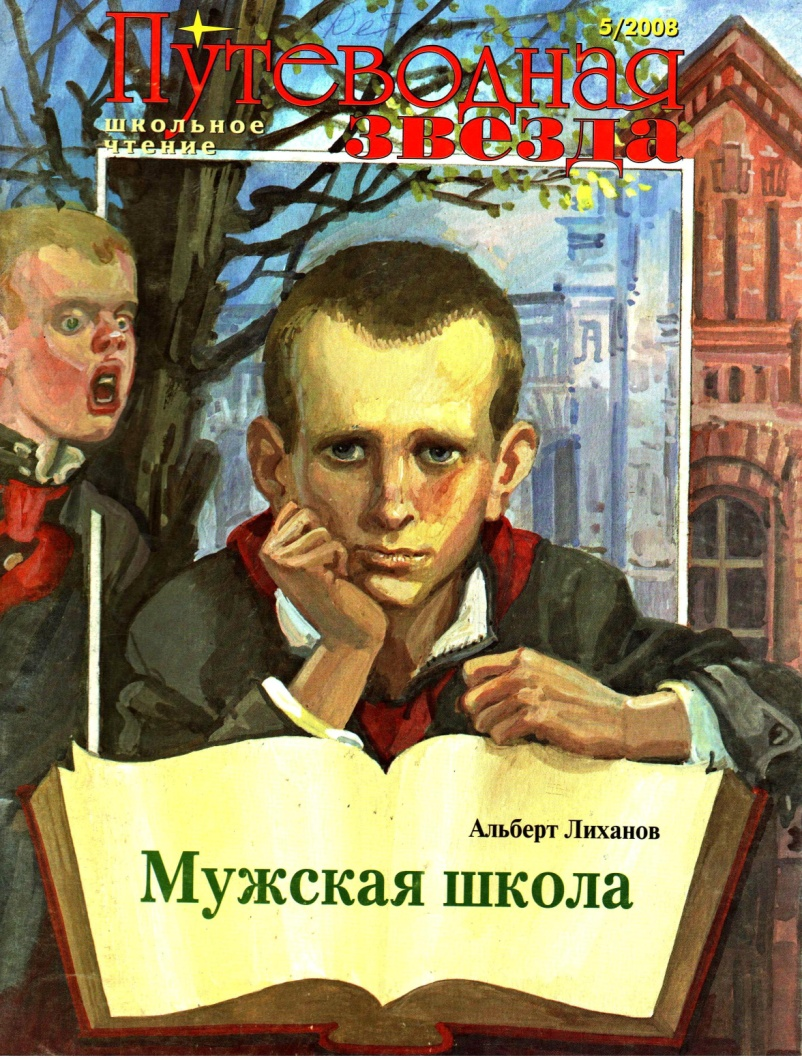 5/2008
Путеводная
звезда
школьное
чтение
Альберт Лиханов
Мужская школа